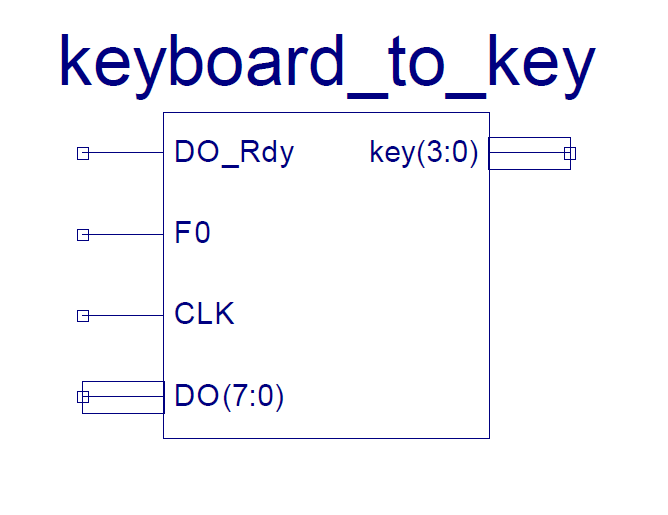 keyboard_to_key
DO_Rdy key(3:0)
F0
CLK
DO(7:0)